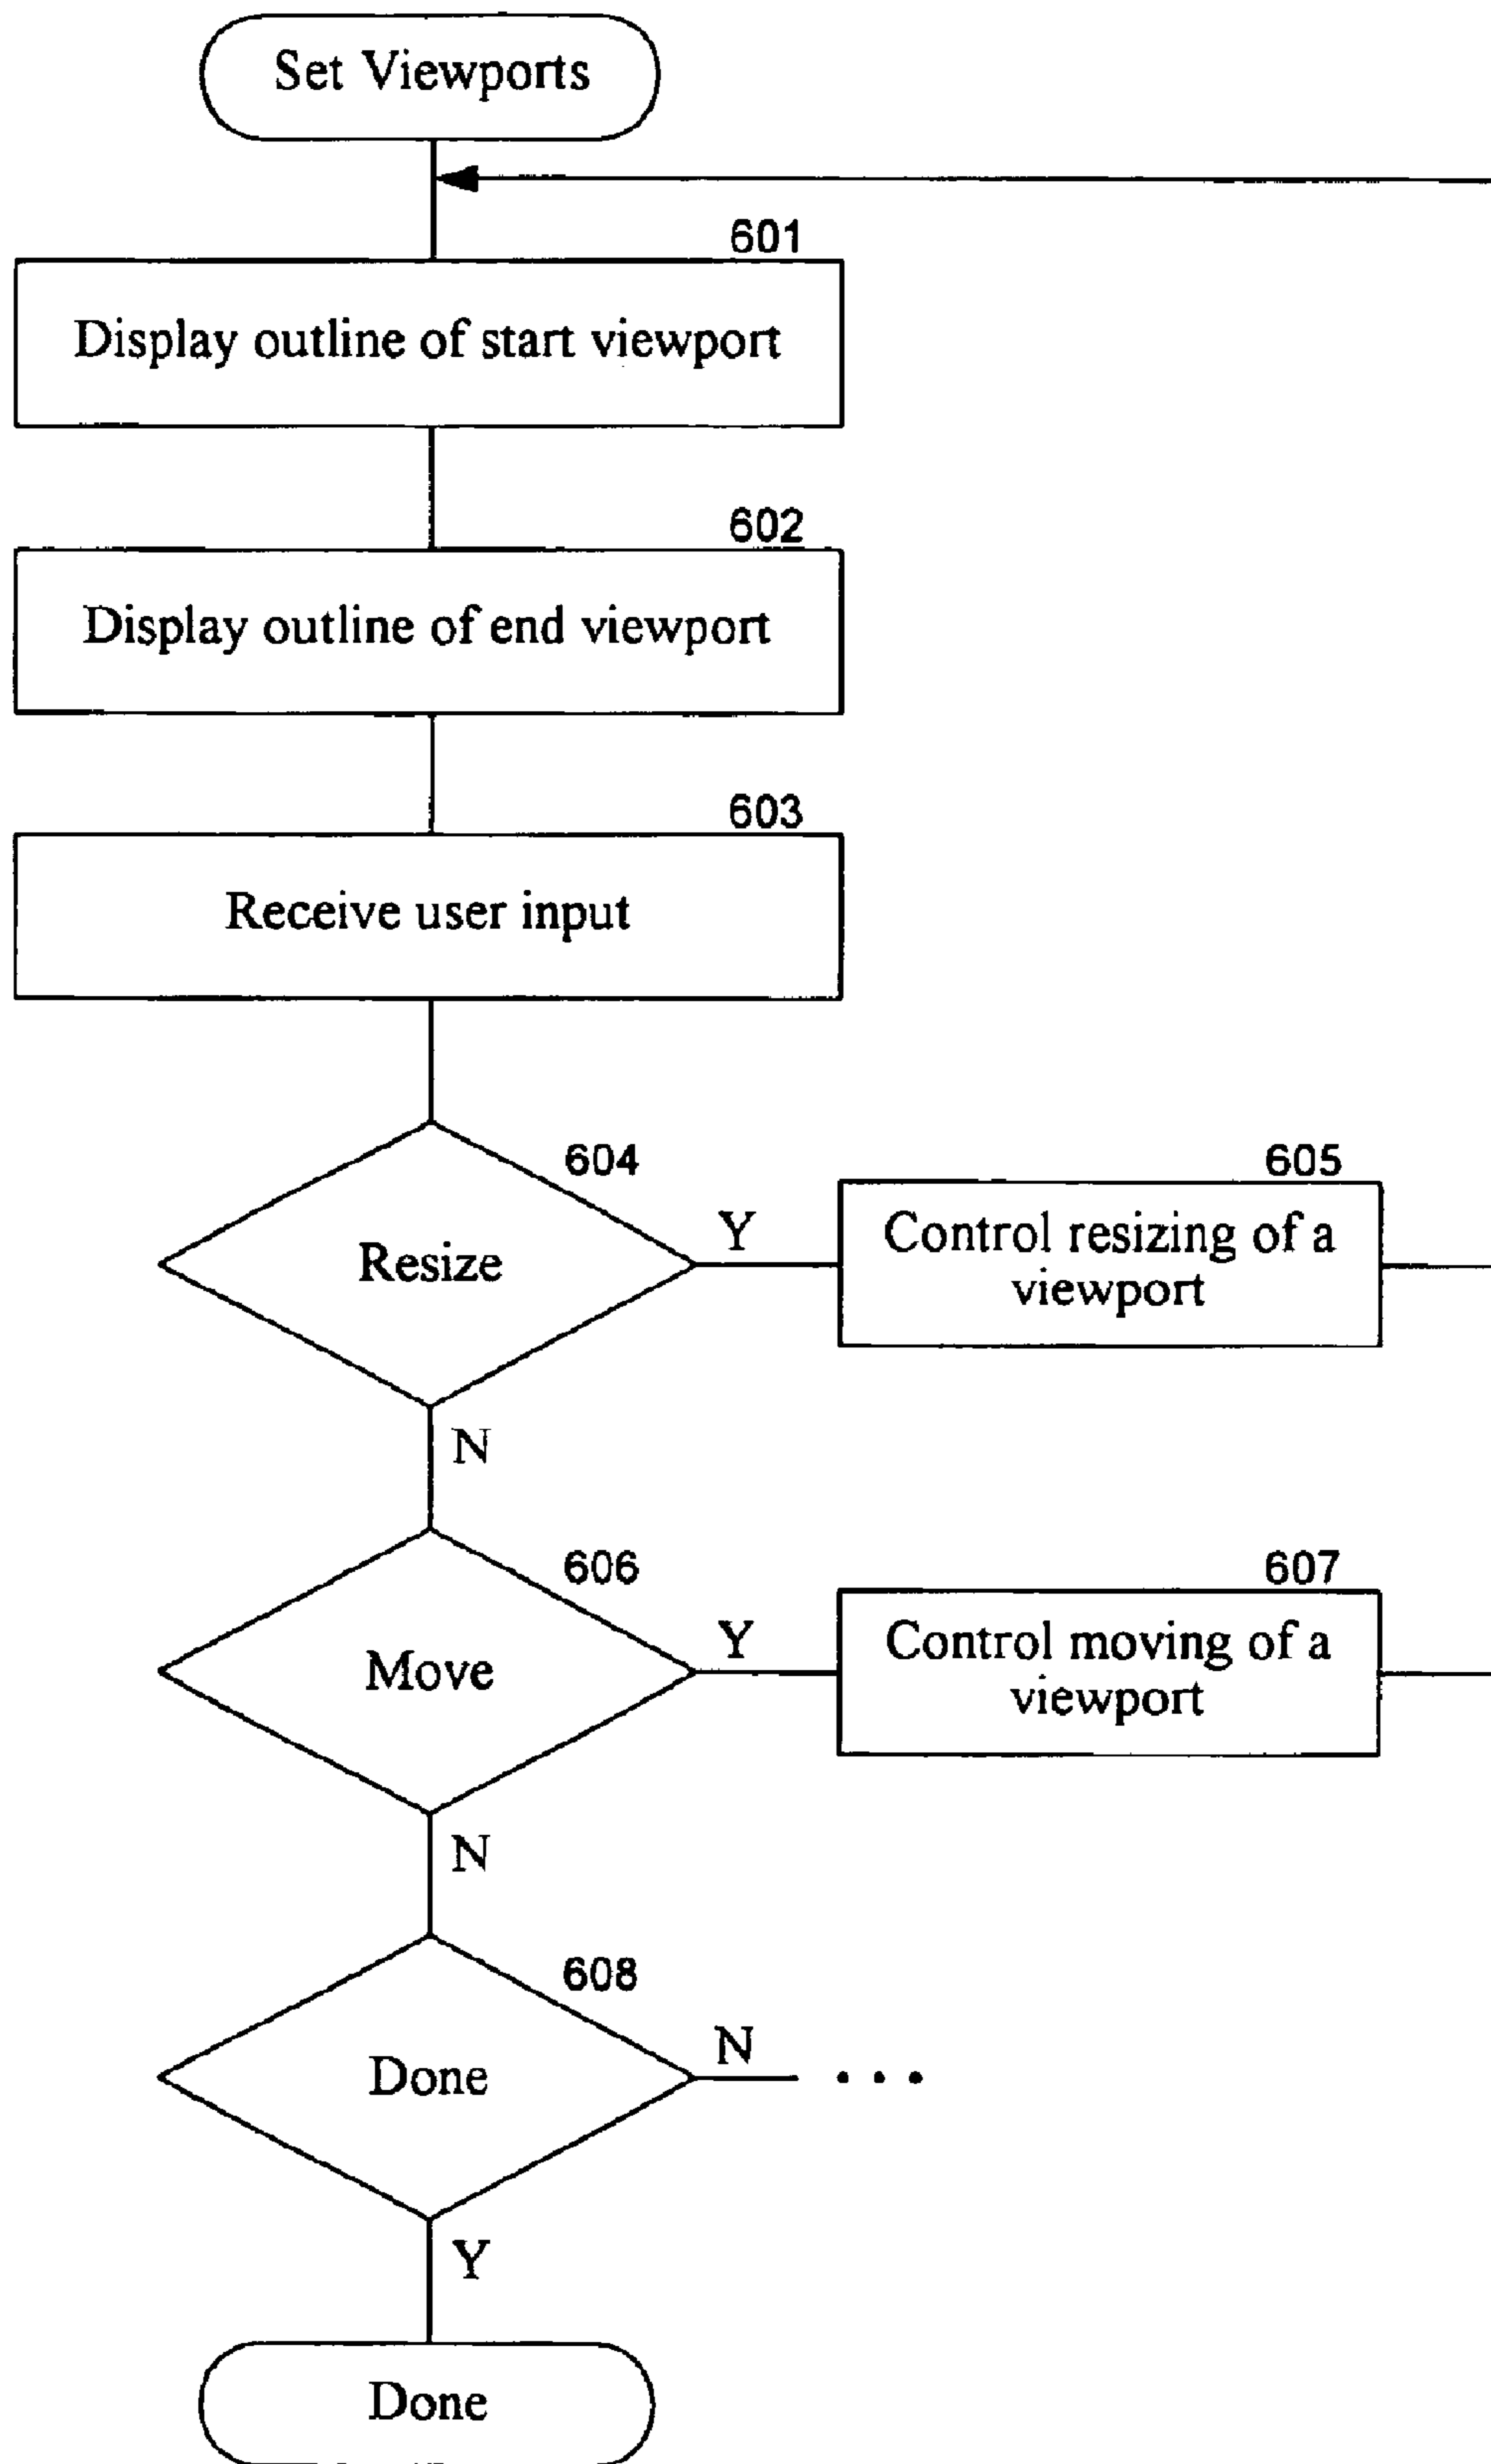 Set Viewports
601
Display outline of start viewport
602
Display outline of end viewport
603
Receive user input
604
Resize
Y
605
Control resizing of a
viewport
N
606
Move
Y
607
Control moving of a
viewport
N
608
Done
N
...
Y
Done